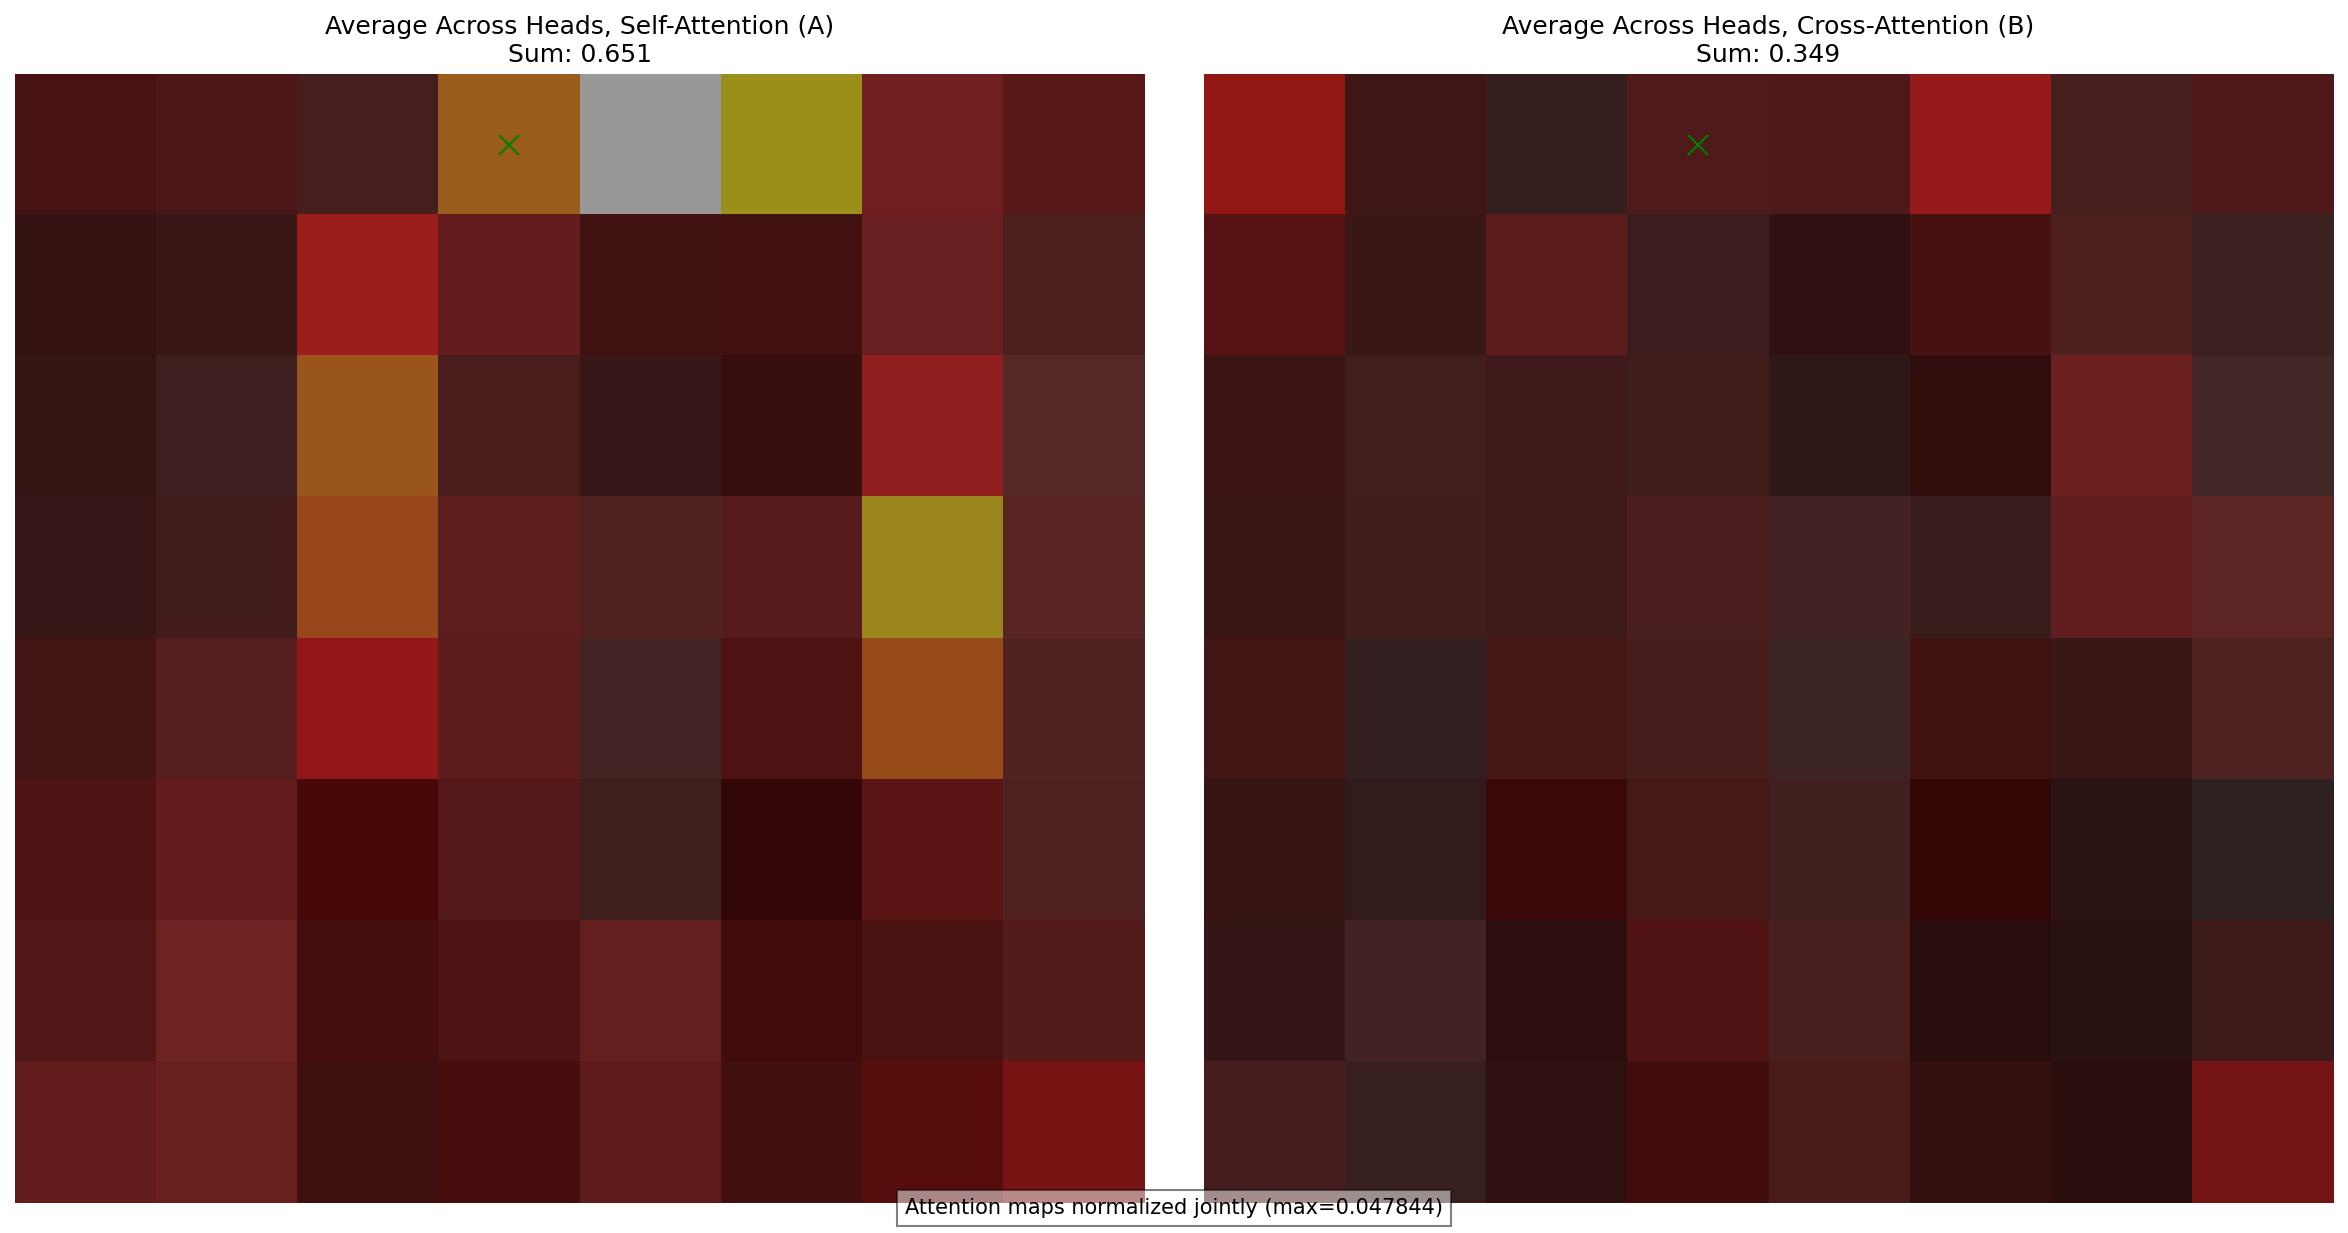 Average Across Heads, Self-Attention (A)
Sum: 0.651
Average Across Heads, Cross-Attention (B)
Sum: 0.349
Attention maps normalized jointly (max=0.047844)